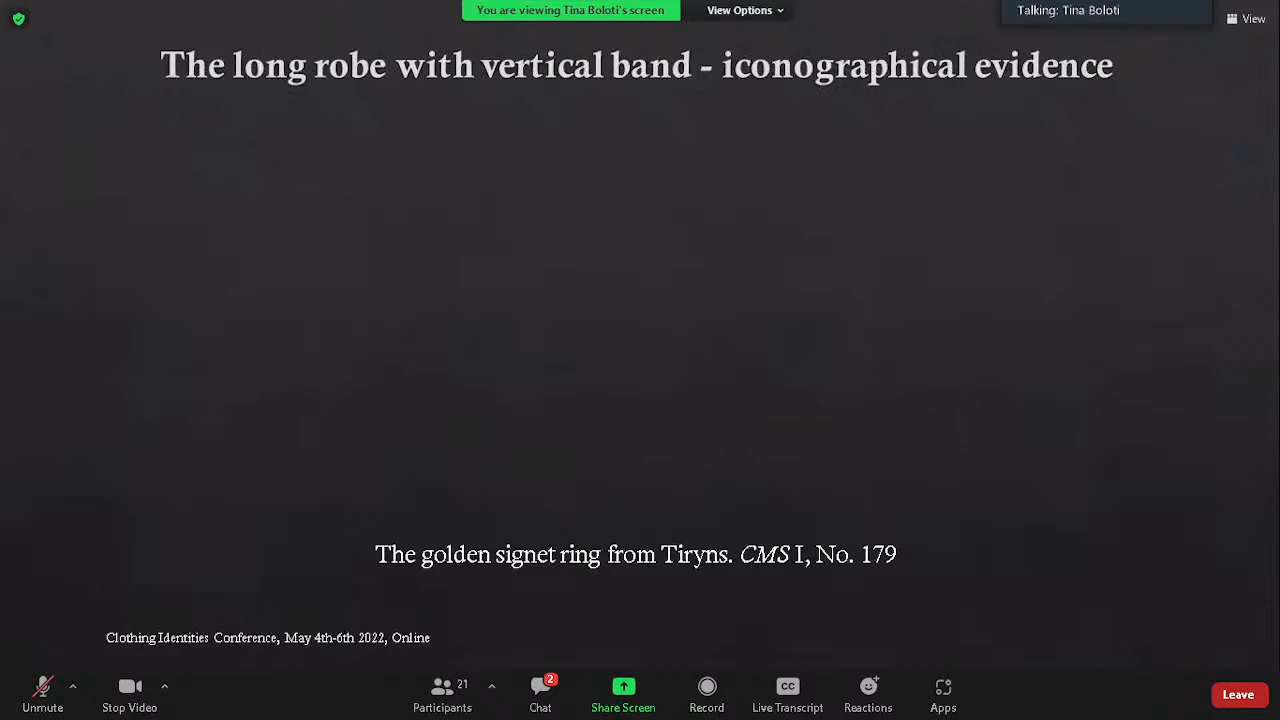 You are viewing Tina Boloti's screen
View Options
Talking: Tina Boloti
View
The long robe with vertical band - iconographical evidence
The golden signet ring from Tiryns. CMS I, No. 179
Clothing Identities Conference, May 4th-6th 2022, Online
Unmute
Stop Video
21
Participants
2
Chat
Share Screen
Record
CC
Live Transcript
Reactions
Apps
Leave